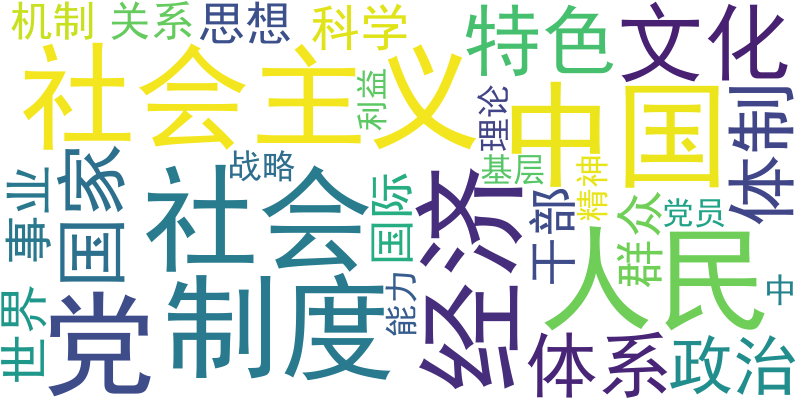 机制
关系
思想
科学
特色
文化
社会主义
利益
理论
中国
体制
战略
基层
精神
事业
国家
社会
国际
经济
干部
群众
党员
人民
世界
党
制度
能力
中
体系
政治